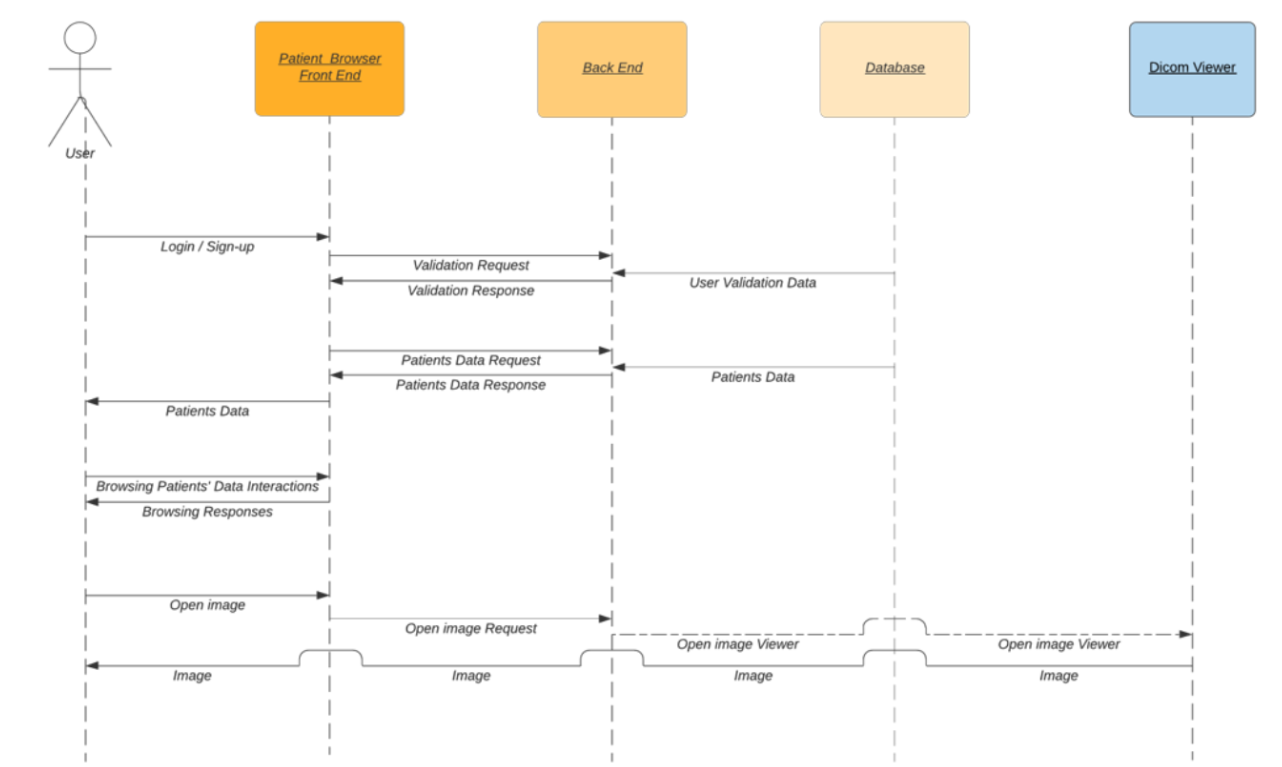 Patient Browser
Front End
Back End
Database
Dicom Viewer
User
Login / Sign-up
Validation Request
User Validation Data
Validation Response
Patients Data Request
Patients Data
Patients Data Response
Patients Data
Browsing Patients' Data Interactions
Browsing Responses
Open image
Open image Request
Open image Viewer
Open image Viewer
Image
Image
Image
Image